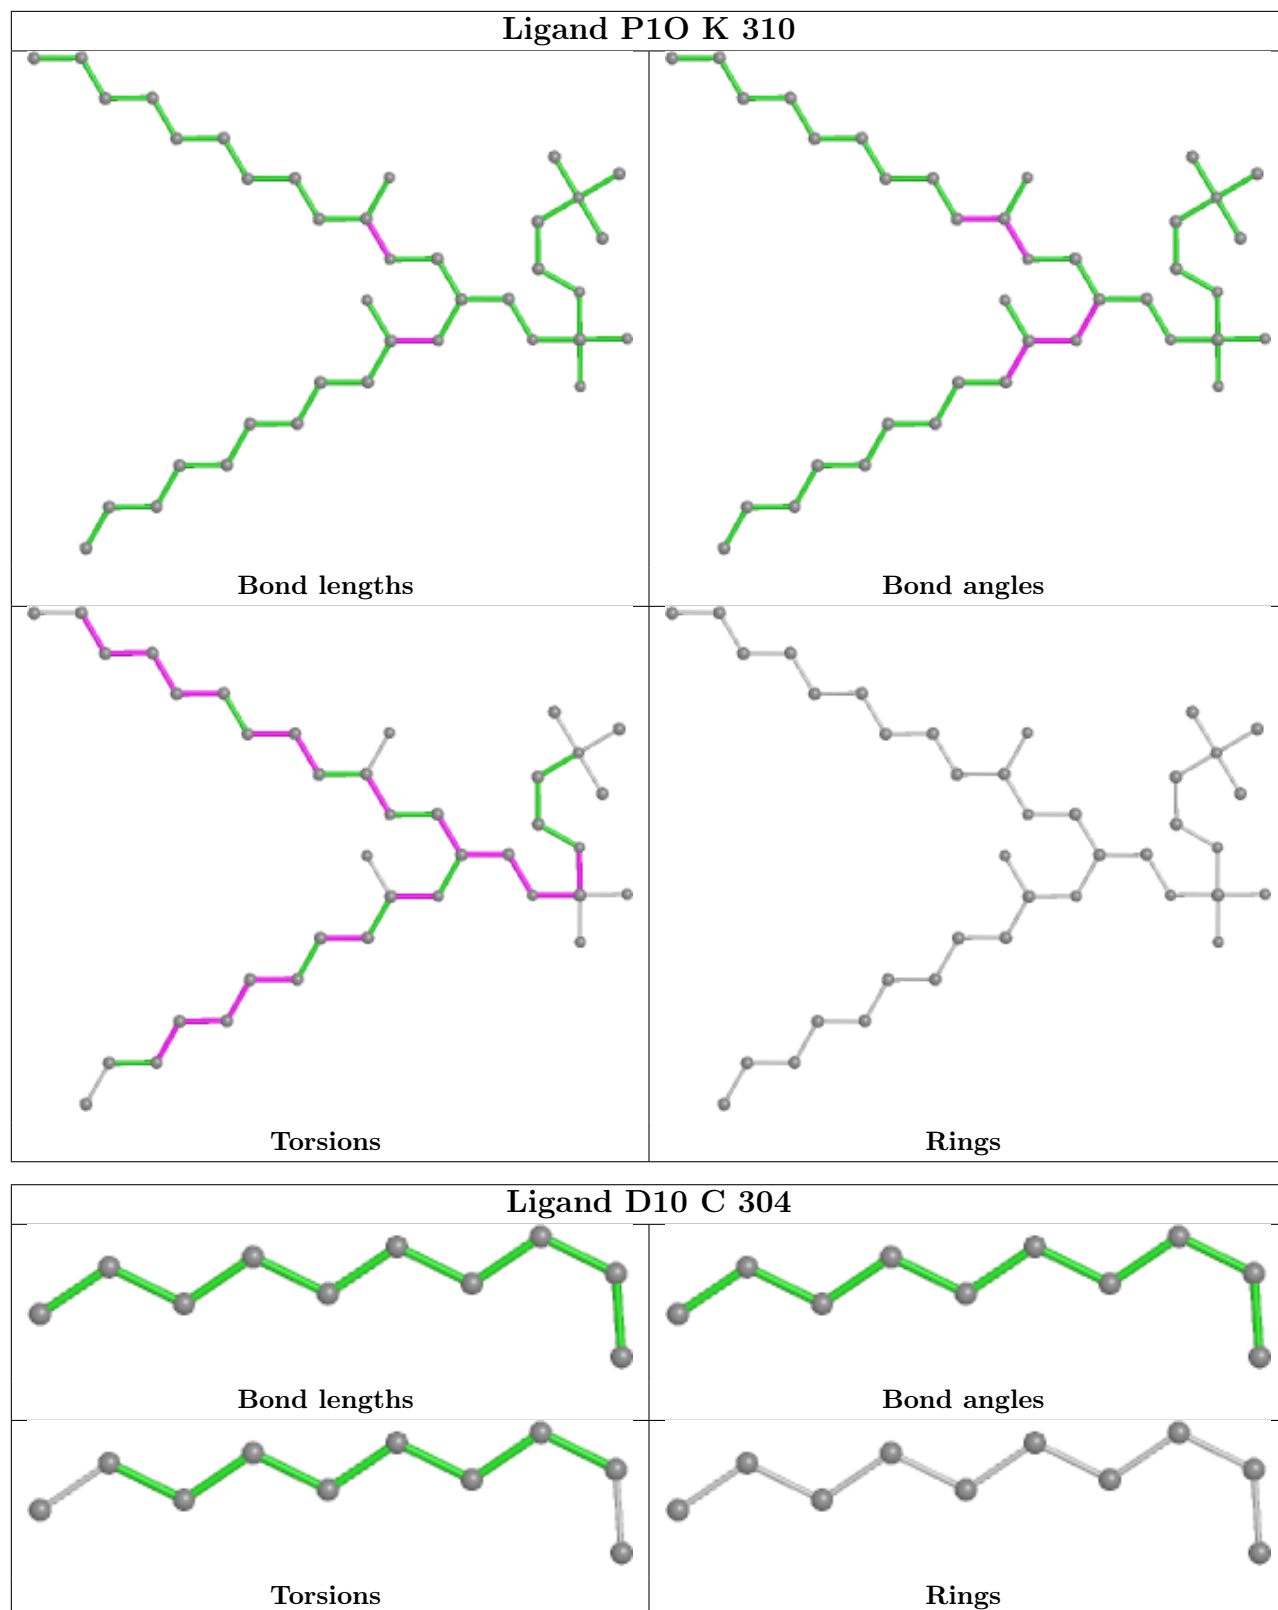 Ligand P1O K 310
Bond lengths
Bond angles
Torsions
Rings
Ligand D10 C 304
Bond lengths
Bond angles
Torsions
Rings